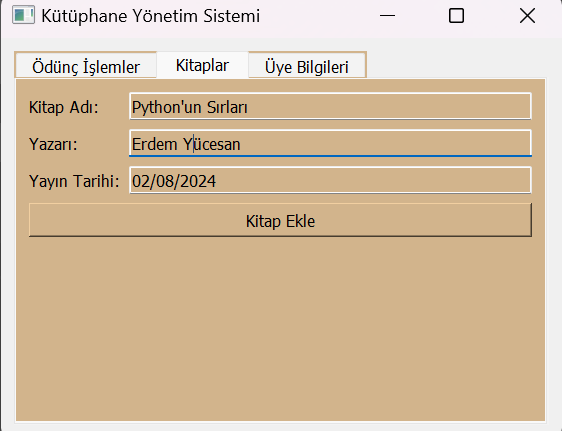 Kütüphane Yönetim Sistemi
Ödünç İşlemler Kitaplar Üye Bilgileri
Kitap Adı: Python'un Sırları
Yazarı: Erdem Yücesan
Yayın Tarihi: 02/08/2024
Kitap Ekle